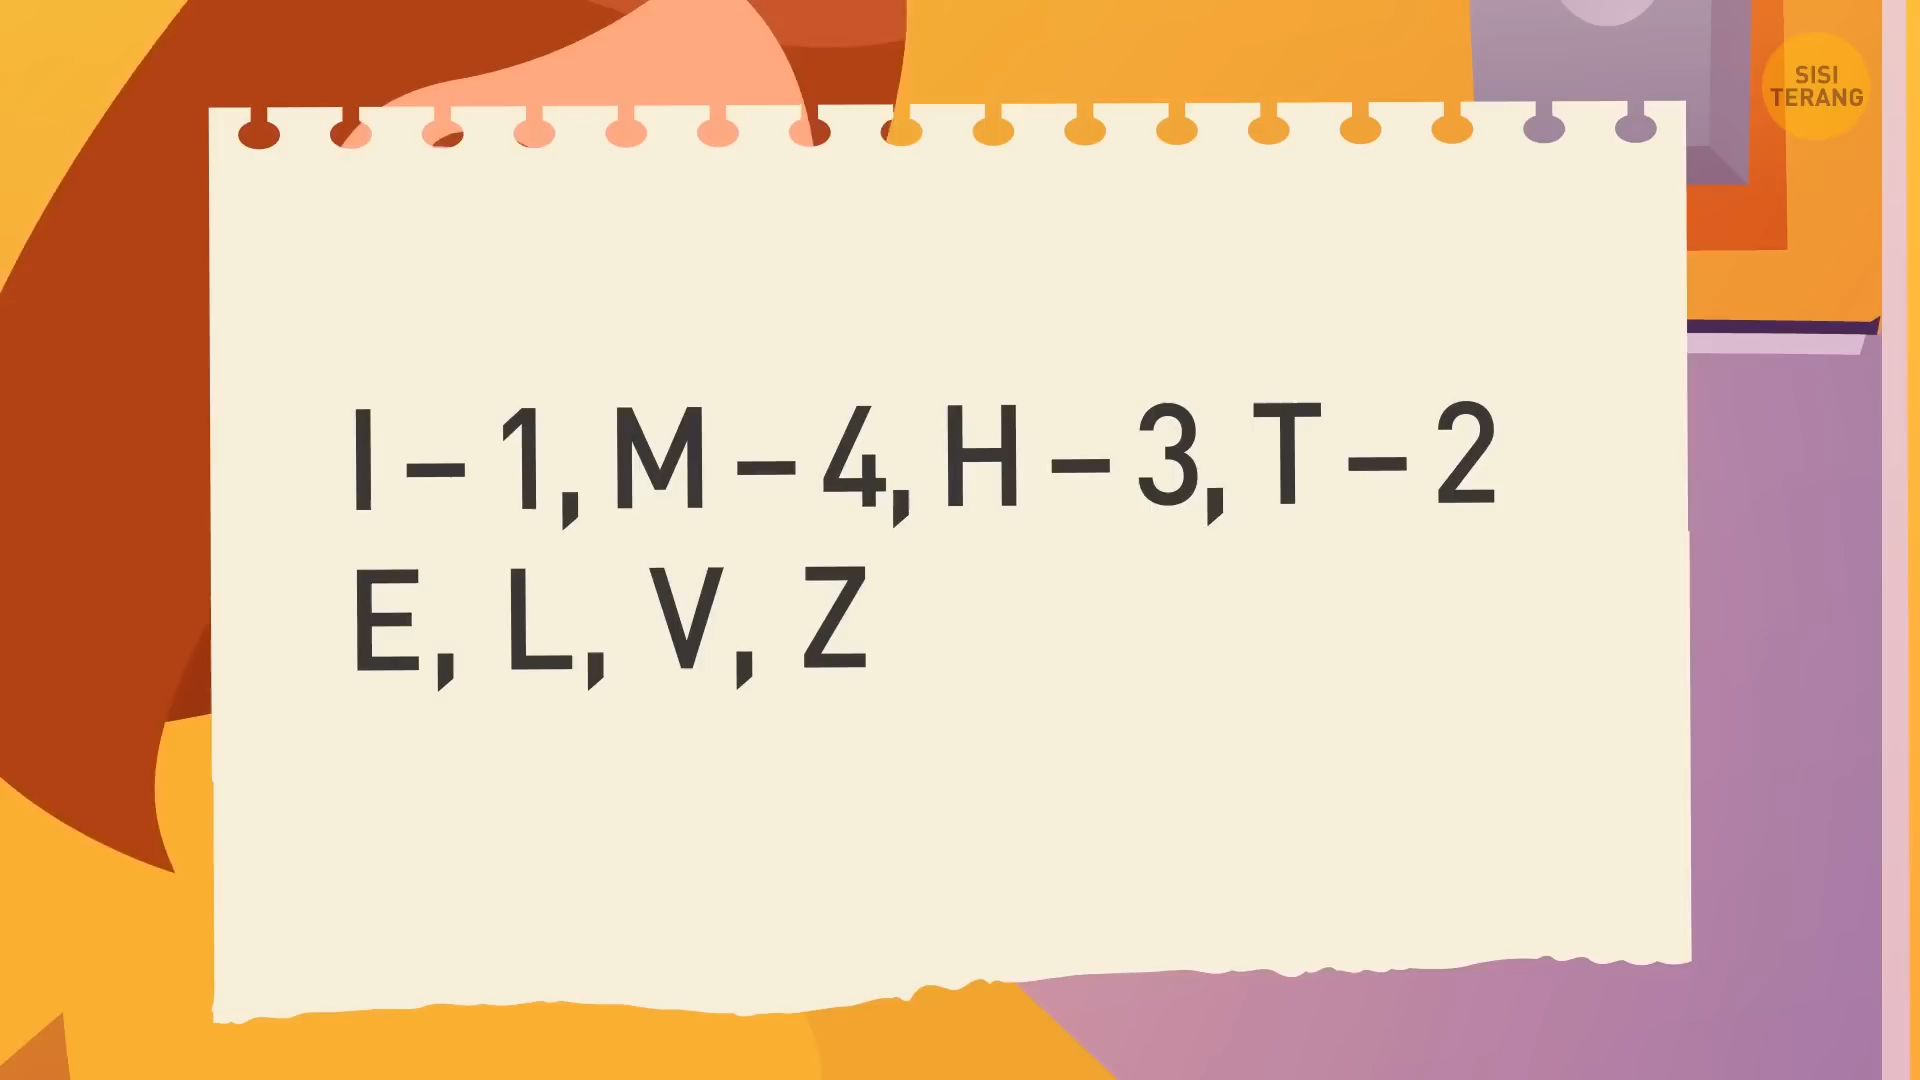 SISI
TERANG
I – 1, M – 4, H – 3, T – 2
E, L, V, Z